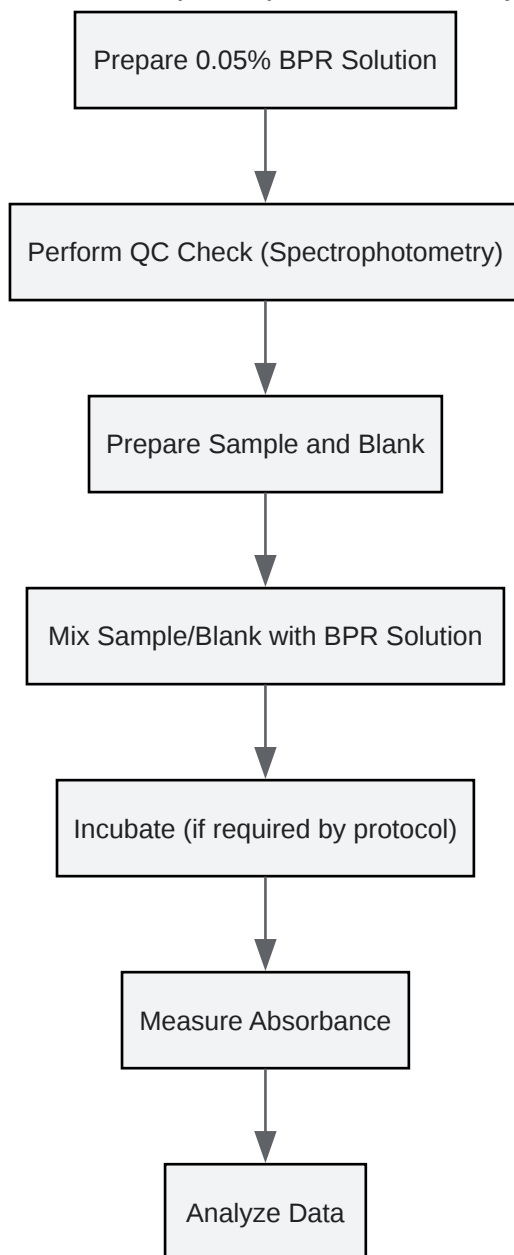 Prepare 0.05% BPR Solution
Perform QC Check (Spectrophotometry)
Prepare Sample and Blank
Mix Sample/Blank with BPR Solution
Incubate (if required by protocol)
Measure Absorbance
Analyze Data